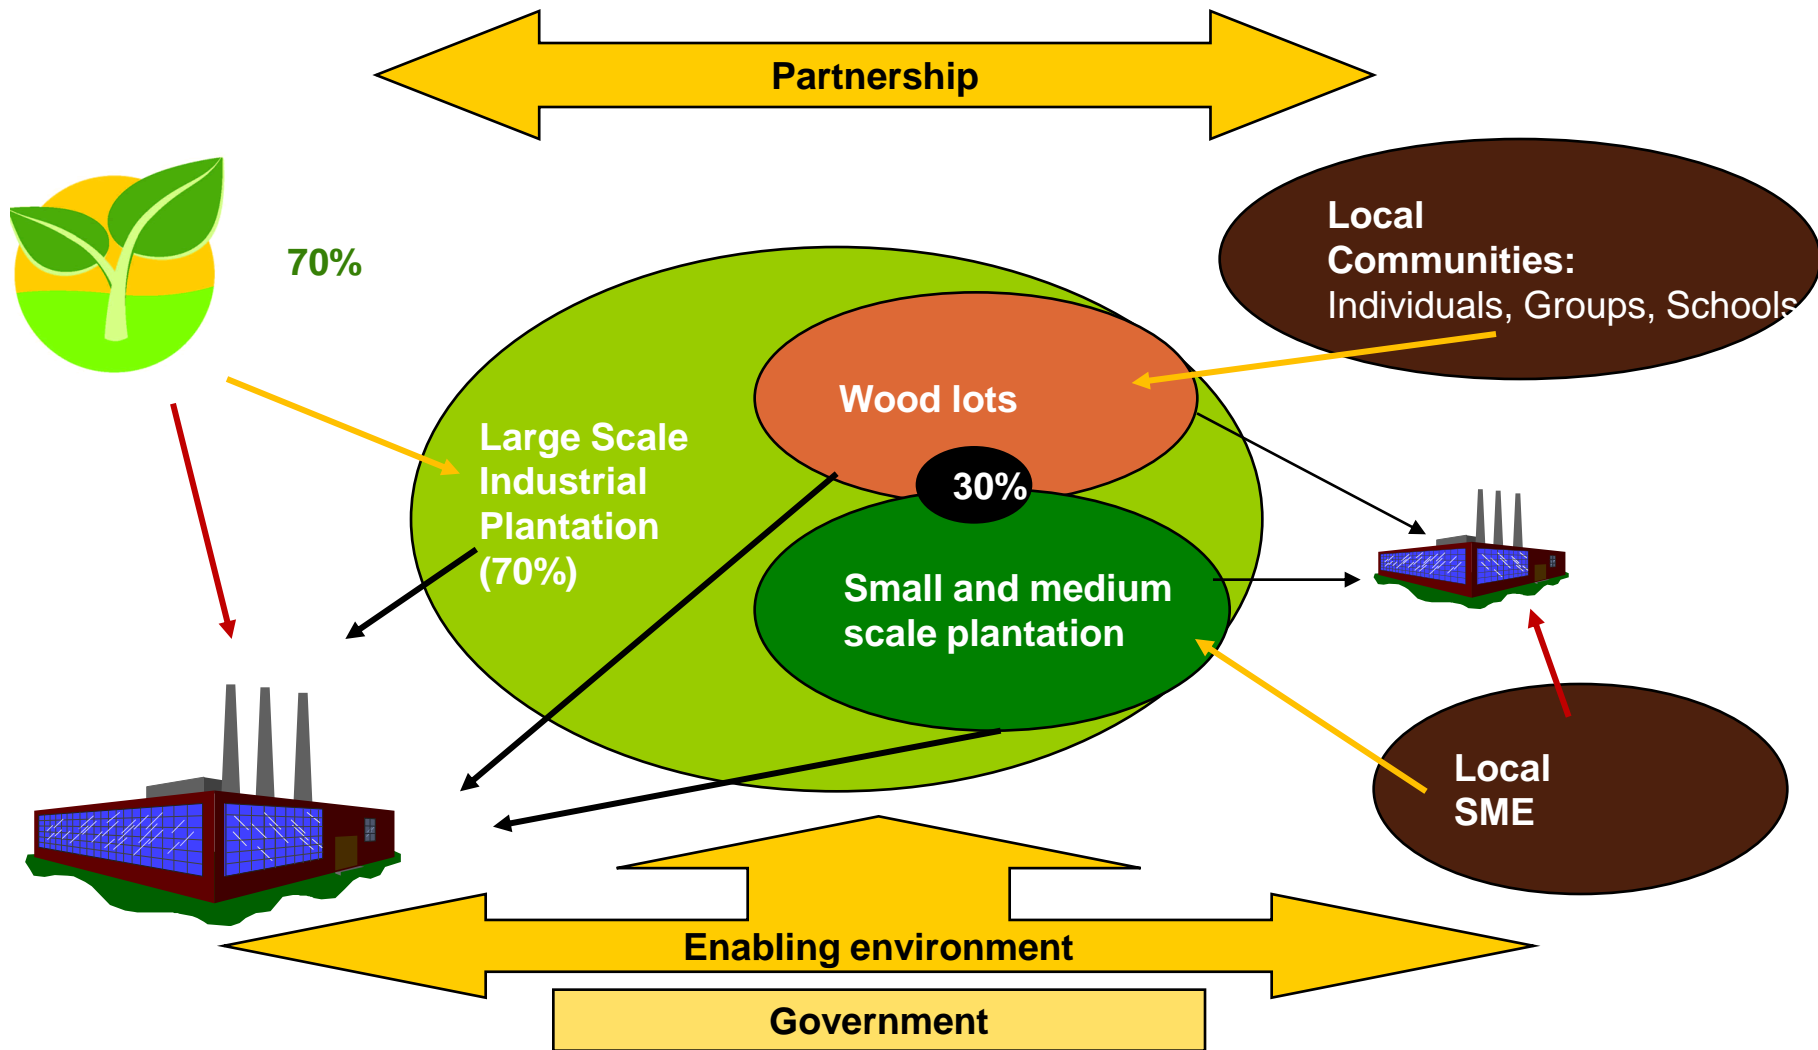 Partnership
70%
Local
Communities:
Individuals, Groups, Schools
Wood lots
Large Scale
Industrial
Plantation
(70%)
30%
Small and medium
scale plantation
Local
SME
Enabling environment
Government